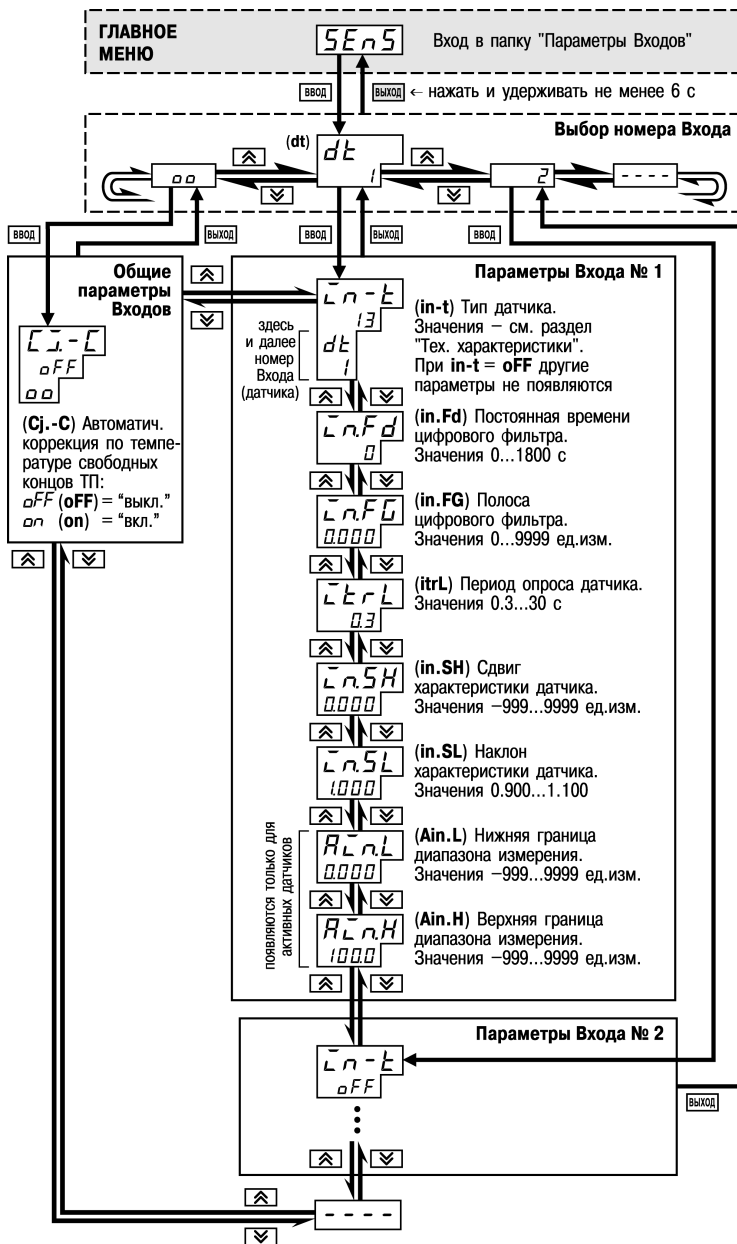 ГЛАВНОЕ
МЕНЮ
SEnS
Вход в папку "Параметры Входов"
ВВОД
ВЫХОД ← нажать и удерживать не менее 6 с
Выбор номера Входа
(dt)
dt
1
oo
2
- - - -
ВВОД
ВЫХОД
ВВОД
ВЫХОД
ВВОД
Общие
параметры
Входов
CJ.-C
oFF
oo
(Cj.-C) Автоматич.
коррекция по темпе-
ратуре свободных
концов ТП:
oFF (oFF) = "выкл."
on (on) = "вкл."
Параметры Входа № 1
in-t
13
dt
1
здесь
и далее
номер
Входа
(датчика)
(in-t) Тип датчика.
Значения – см. раздел
"Тех. характеристики".
При in-t = oFF другие
параметры не появляются
in.Fd
0
(in.Fd) Постоянная времени
цифрового фильтра.
Значения 0...1800 с
in.FG
0.000
(in.FG) Полоса
цифрового фильтра.
Значения 0...9999 ед.изм.
itrL
0.3
(itrL) Период опроса датчика.
Значения 0.3...30 с
in.SH
0.000
(in.SH) Сдвиг
характеристики датчика.
Значения –999...9999 ед.изм.
in.SL
1.000
(in.SL) Наклон
характеристики датчика.
Значения 0.900...1.100
появляются только для
активных датчиков
Ain.L
0.000
(Ain.L) Нижняя граница
диапазона измерения.
Значения –999...9999 ед.изм.
Ain.H
100.0
(Ain.H) Верхняя граница
диапазона измерения.
Значения –999...9999 ед.изм.
Параметры Входа № 2
in-t
oFF
ВЫХОД
- - - -